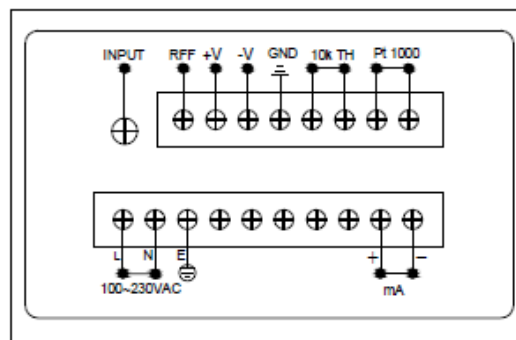 INPUT RFF +V -V GND 10k TH Pt 1000
L N E + −
100~230VAC mA